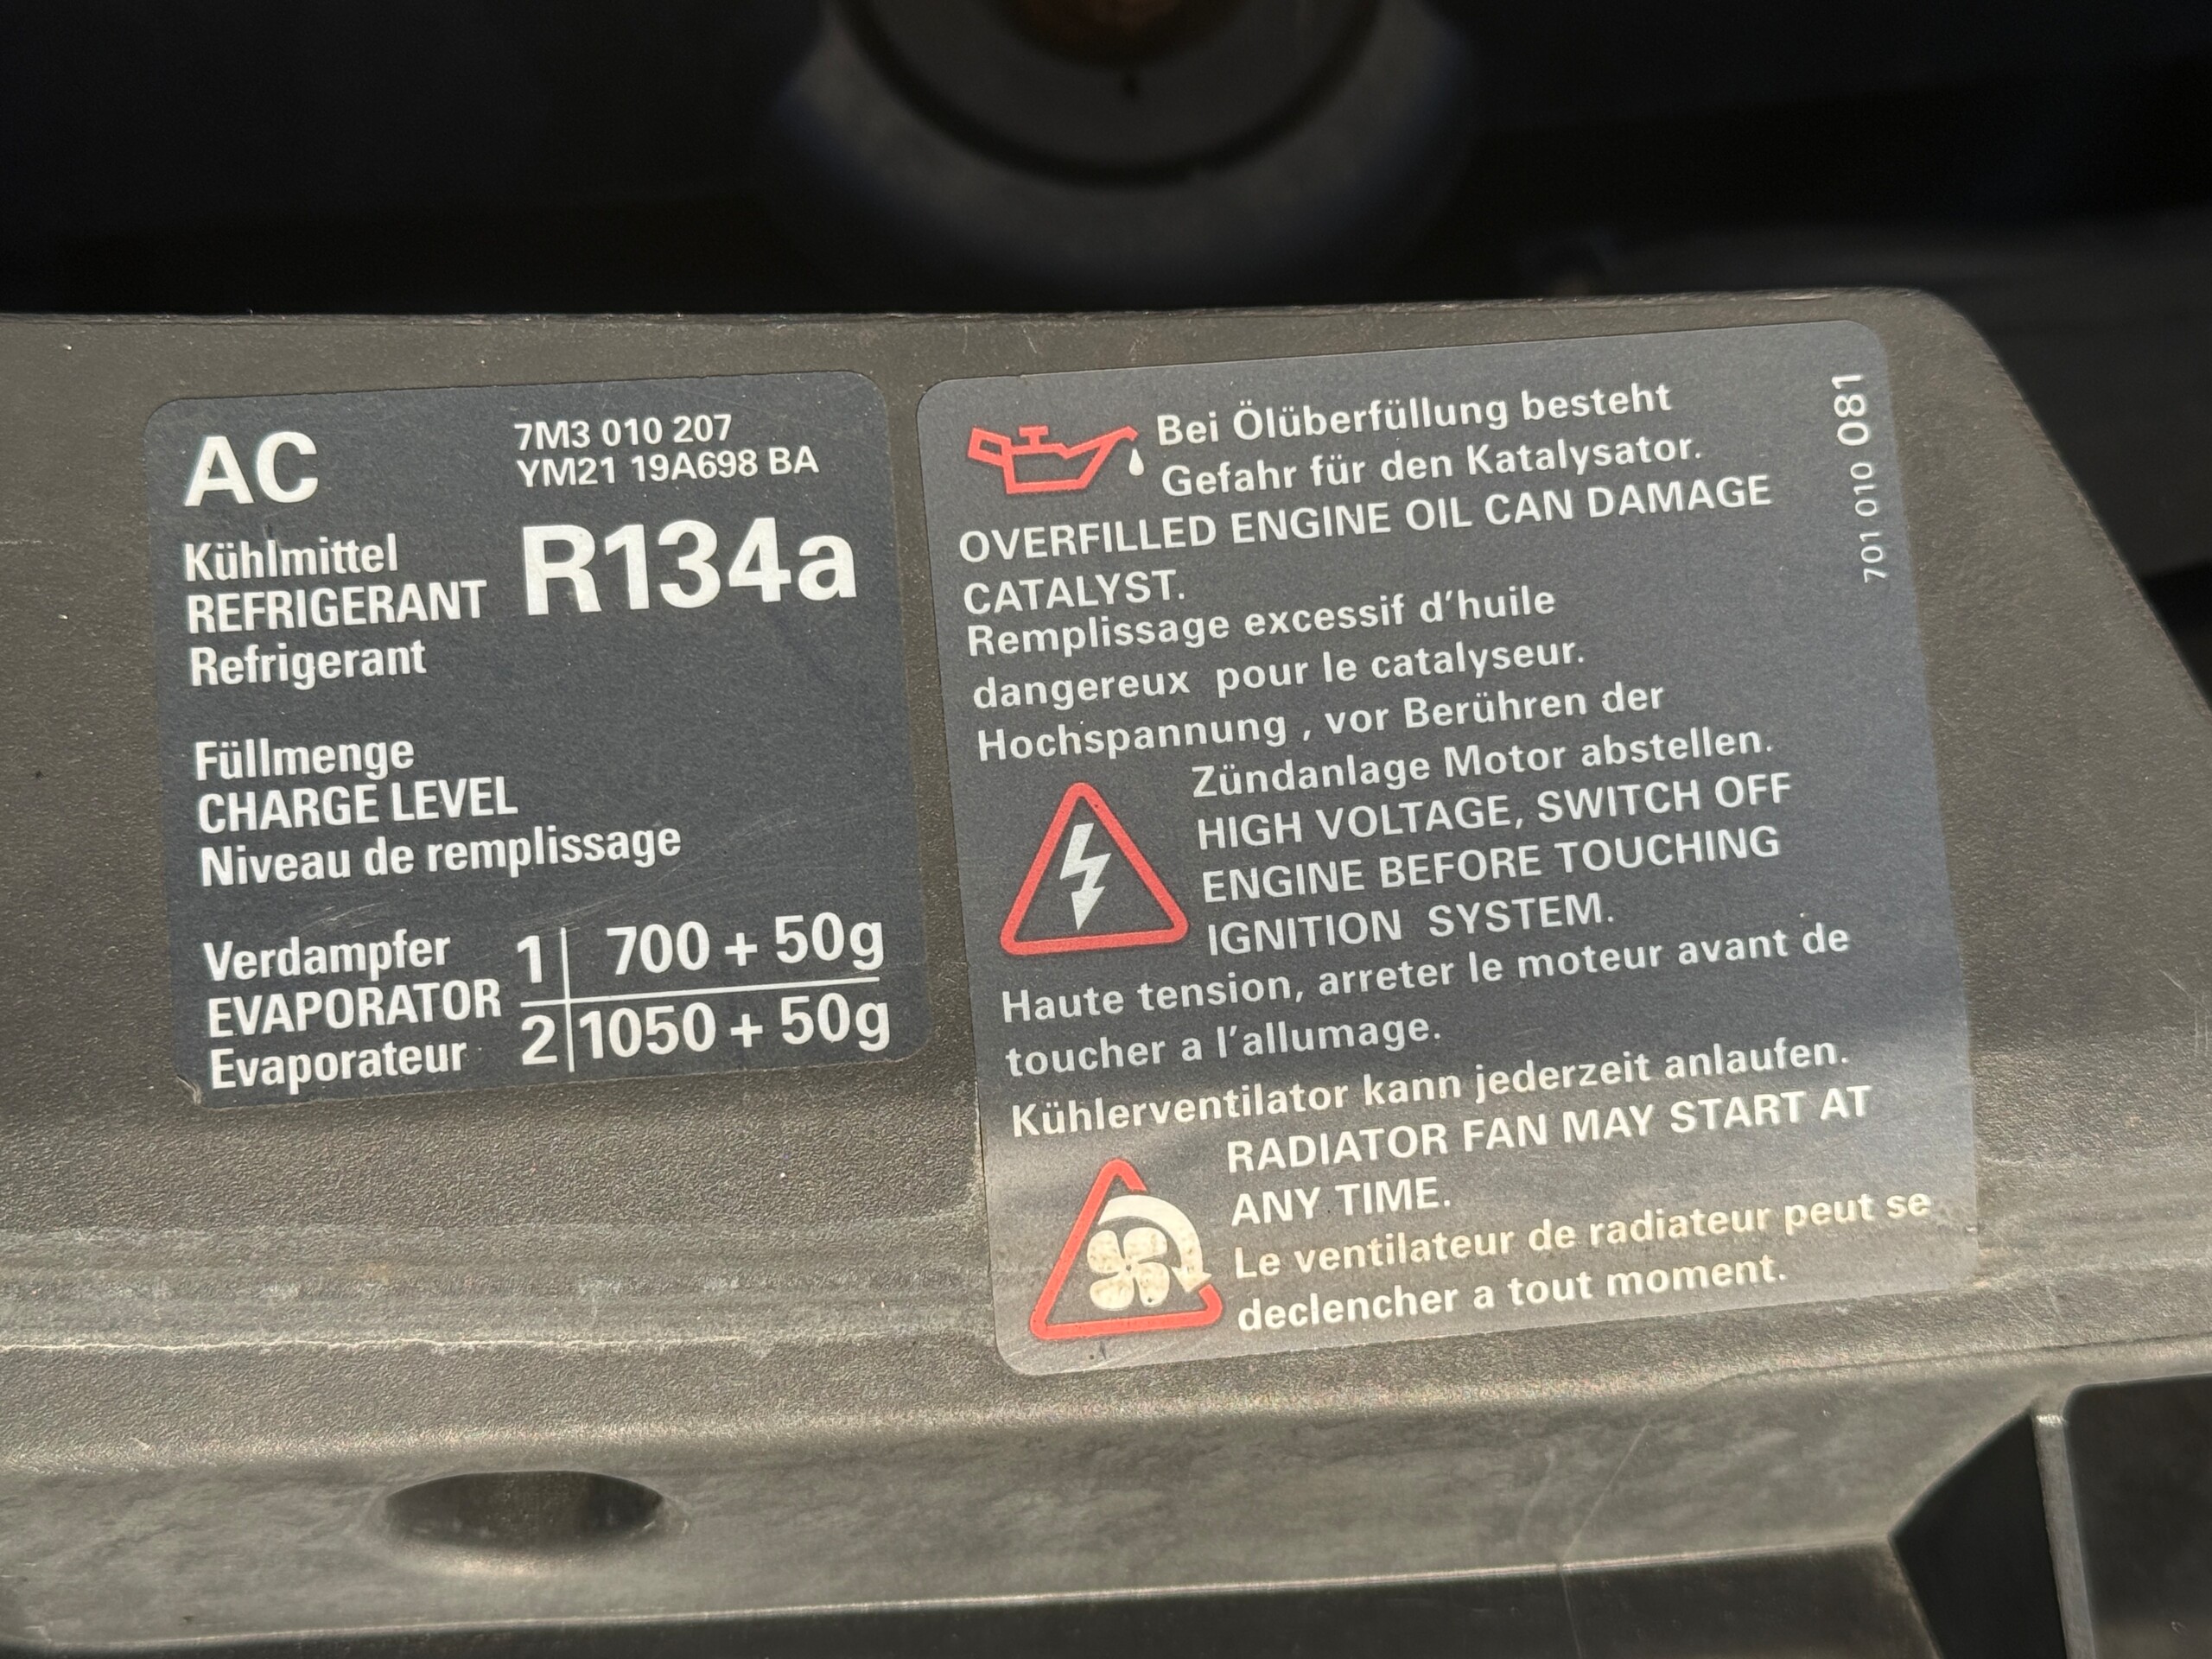 AC
7M3 010 207
YM21 19A698 BA
Kühlmittel
REFRIGERANT
Refrigerant
R134a
Füllmenge
CHARGE LEVEL
Niveau de remplissage
Verdampfer
EVAPORATOR
Evaporateur
1 700 + 50g
2 1050 + 50g
Bei Ölüberfüllung besteht
Gefahr für den Katalysator.
OVERFILLED ENGINE OIL CAN DAMAGE
CATALYST.
Remplissage excessif d'huile
dangereux pour le catalyseur.
Hochspannung , vor Berühren der
Zündanlage Motor abstellen.
HIGH VOLTAGE, SWITCH OFF
ENGINE BEFORE TOUCHING
IGNITION SYSTEM.
Haute tension, arreter le moteur avant de
toucher a l'allumage.
Kühlerventilator kann jederzeit anlaufen.
RADIATOR FAN MAY START AT
ANY TIME.
Le ventilateur de radiateur peut se
declencher a tout moment.
701 010 081